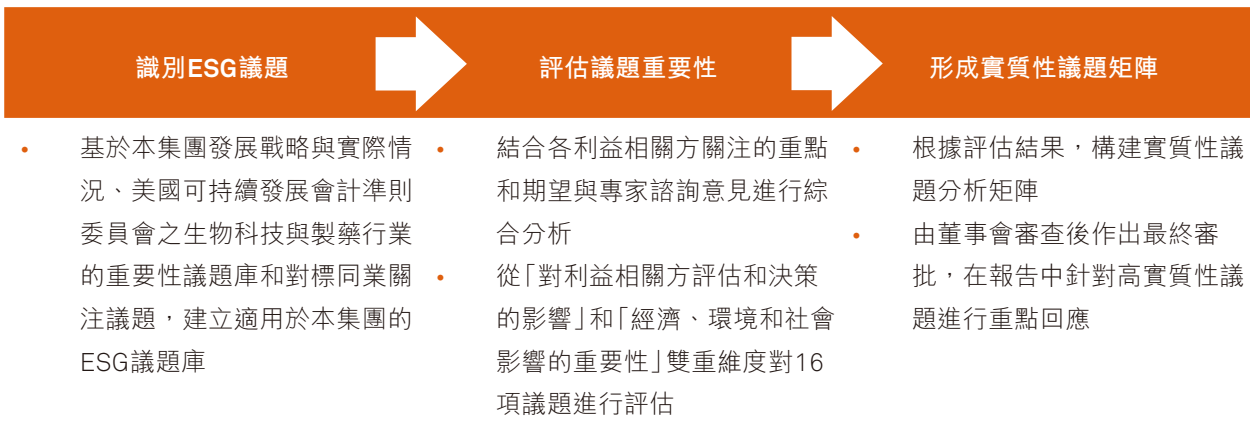 識別ESG議題
評估議題重要性
形成實質性議題矩陣
• 基於本集團發展戰略與實際情
況、美國可持續發展會計準則
委員會之生物科技與製藥行業
的重要性議題庫和對標同業關
注議題，建立適用於本集團的
ESG議題庫
• 結合各利益相關方關注的重點
和期望與專家諮詢意見進行綜
合分析
• 從「對利益相關方評估和決策
的影響」和「經濟、環境和社會
影響的重要性」雙重維度對16
項議題進行評估
• 根據評估結果，構建實質性議
題分析矩陣
• 由董事會審查後作出最終審
批，在報告中針對高實質性議
題進行重點回應